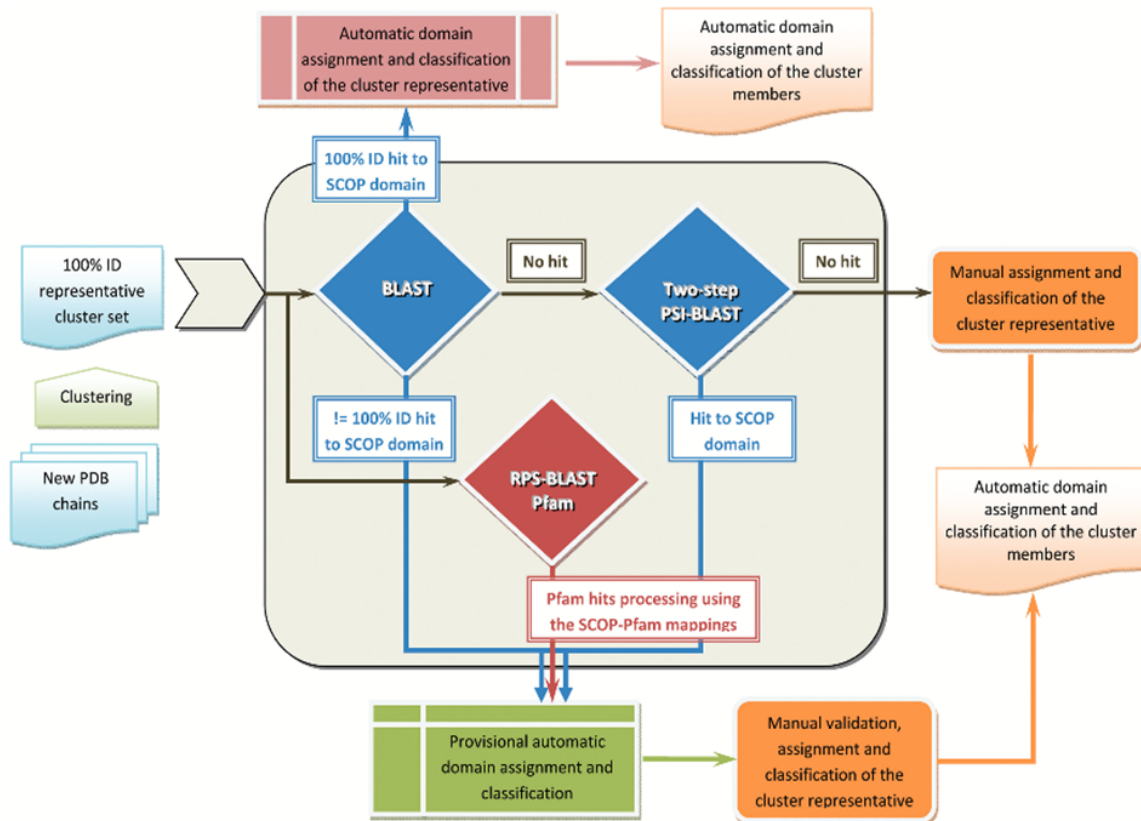 Automatic domain
assignment and classification
of the cluster representative
Automatic domain
assignment and
classification of the cluster
members
100% ID hit to
SCOP domain
100% ID
representative
cluster set
BLAST
No hit
Two-step
PSI-BLAST
No hit
Manual assignment and
classification of the
cluster representative
Clustering
!= 100% ID hit
to SCOP domain
Hit to SCOP
domain
New PDB
chains
RPS-BLAST
Pfam
Automatic domain
assignment and
classification of the cluster
members
Pfam hits processing using
the SCOP-Pfam mappings
Provisional automatic
domain assignment and
classification
Manual validation,
assignment and
classification of the
cluster representative